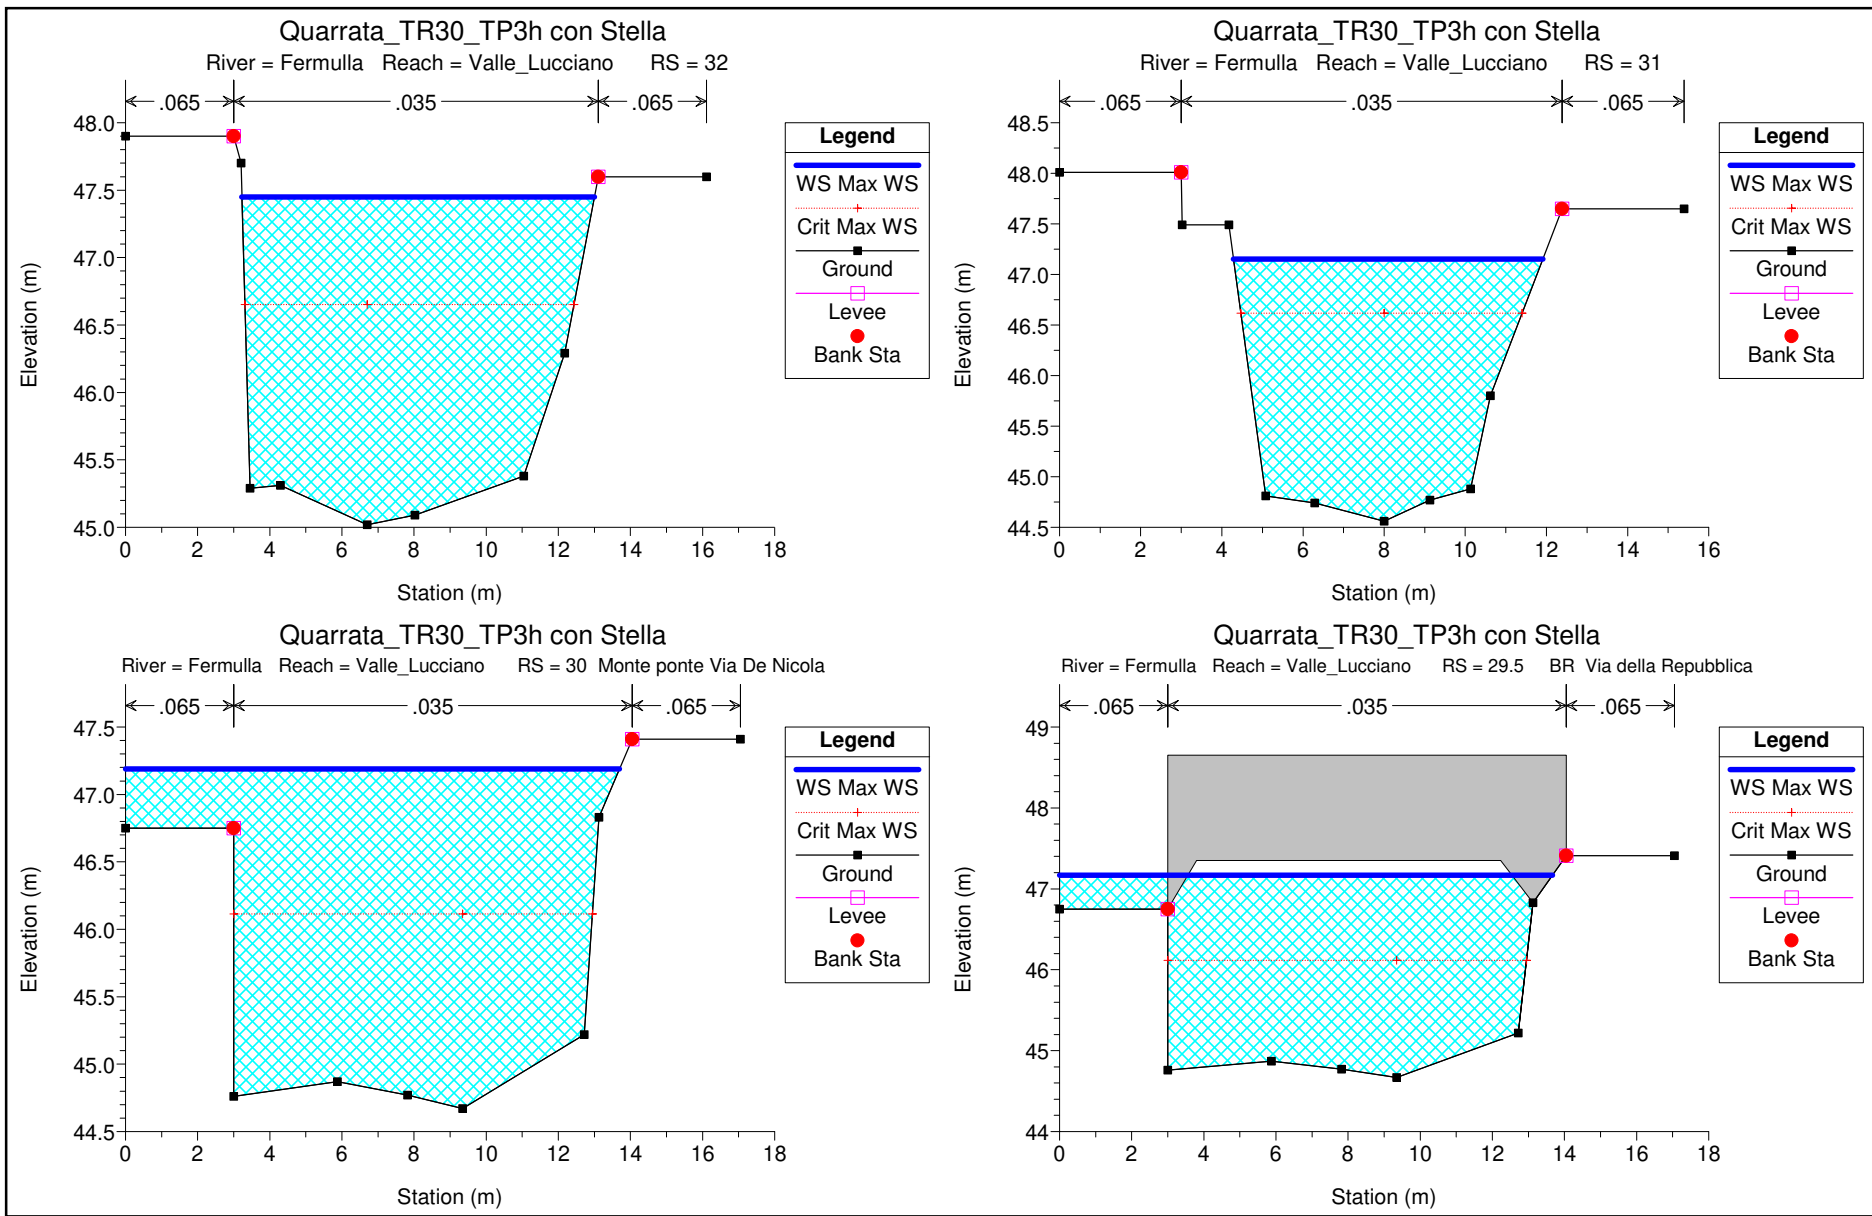 Quarrata_TR30_TP3h con Stella
River = Fermulla Reach = Valle_Lucciano RS = 32
.065 .035 .065
48.0
47.5
47.0
46.5
46.0
45.5
45.0
0 2 4 6 8 10 12 14 16 18
Elevation (m)
Station (m)
Legend
WS Max WS
Crit Max WS
Ground
Levee
Bank Sta
Quarrata_TR30_TP3h con Stella
River = Fermulla Reach = Valle_Lucciano RS = 31
.065 .035 .065
48.5
48.0
47.5
47.0
46.5
46.0
45.5
45.0
44.5
0 2 4 6 8 10 12 14 16
Elevation (m)
Station (m)
Legend
WS Max WS
Crit Max WS
Ground
Levee
Bank Sta
Quarrata_TR30_TP3h con Stella
River = Fermulla Reach = Valle_Lucciano RS = 30 Monte ponte Via De Nicola
.065 .035 .065
47.5
47.0
46.5
46.0
45.5
45.0
44.5
0 2 4 6 8 10 12 14 16 18
Elevation (m)
Station (m)
Legend
WS Max WS
Crit Max WS
Ground
Levee
Bank Sta
Quarrata_TR30_TP3h con Stella
River = Fermulla Reach = Valle_Lucciano RS = 29.5 BR Via della Repubblica
.065 .035 .065
49
48
47
46
45
44
0 2 4 6 8 10 12 14 16 18
Elevation (m)
Station (m)
Legend
WS Max WS
Crit Max WS
Ground
Levee
Bank Sta